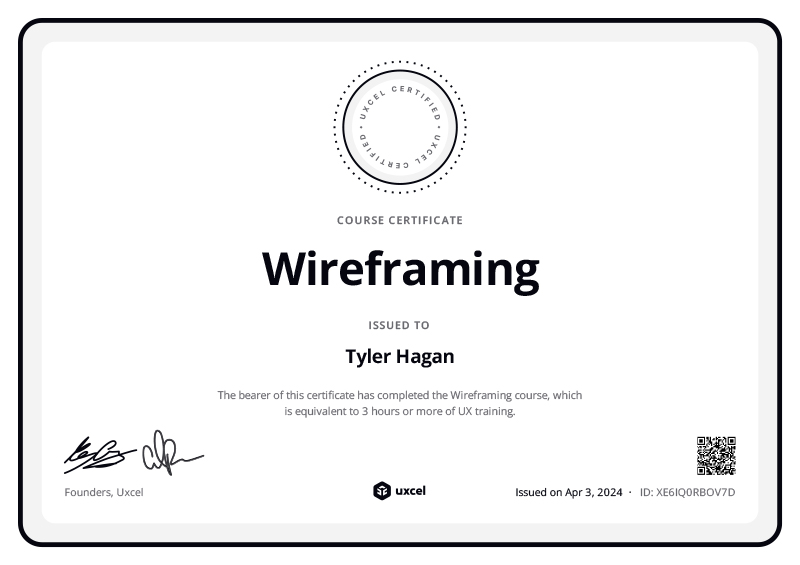 UXCEL CERTIFIED • UXCEL CERTIFIED •
COURSE CERTIFICATE
Wireframing
ISSUED TO
Tyler Hagan
The bearer of this certificate has completed the Wireframing course, which
is equivalent to 3 hours or more of UX training.
Founders, Uxcel
uxcel
Issued on Apr 3, 2024 · ID: XE6IQ0RBOV7D